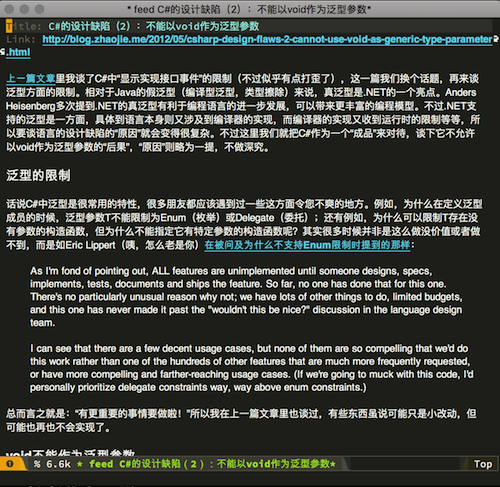 * feed C#的设计缺陷（2）：不能以void作为泛型参数*
Title: C#的设计缺陷（2）：不能以void作为泛型参数
Link: http://blog.zhaojie.me/2012/05/csharp-design-flaws-2-cannot-use-void-as-generic-type-parameter
.html
上一篇文章里我谈了C#中“显示实现接口事件”的限制（不过似乎有点打歪了），这一篇我们换个话题，再来谈
泛型方面的限制。相对于Java的假泛型（编译型泛型，类型擦除）来说，真泛型是.NET的一个亮点。Anders
Heisenberg多次提到.NET的真泛型有利于编程语言的进一步发展，可以带来更丰富的编程模型。不过.NET支
持的泛型是一方面，具体到语言本身则又涉及到编译器的实现，而编译器的实现又收到运行时的限制等等，所
以要谈语言的设计缺陷的“原因”就会变得很复杂。不过这里我们就把C#作为一个“成品”来对待，谈下它不允许
以void作为泛型参数的“后果”，“原因”则略为一提，不做深究。
泛型的限制
话说C#中泛型是很常用的特性，很多朋友都应该遇到过一些这方面令您不爽的地方。例如，为什么在定义泛型
成员的时候，泛型参数T不能限制为Enum（枚举）或Delegate（委托）；还有例如，为什么可以限制T存在没
有参数的构造函数，但为什么不能指定它有特定参数的构造函数呢？其实很多时候并非是这么做没价值或者做
不到，而是如Eric Lippert（咦，怎么老是你）在被问及为什么不支持Enum限制时提到的那样：
As I'm fond of pointing out, ALL features are unimplemented until someone designs, specs,
implements, tests, documents and ships the feature. So far, no one has done that for this one.
There's no particularly unusual reason why not; we have lots of other things to do, limited budgets,
and this one has never made it past the "wouldn't this be nice?" discussion in the language design
team.
I can see that there are a few decent usage cases, but none of them are so compelling that we'd do
this work rather than one of the hundreds of other features that are much more frequently requested,
or have more compelling and farther-reaching usage cases. (If we're going to muck with this code, I'd
personally prioritize delegate constraints way, way above enum constraints.)
总而言之就是：“有更重要的事情要做啦！”所以我在上一篇文章里也谈过，有些东西虽说可能只是小改动，但
可能也再也不会实现了。
void不能作为泛型参数
% 6.6k * feed C#的设计缺陷（2）：不能以void作为泛型参数*
Top